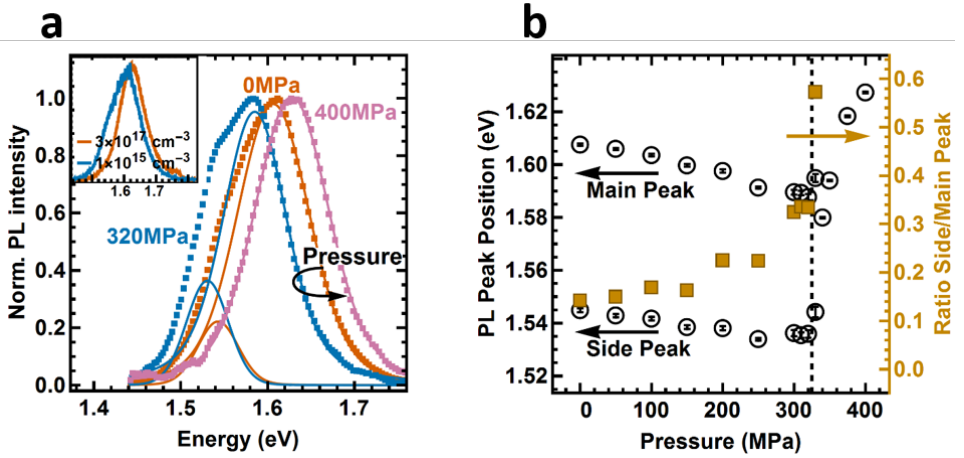 a
b
Norm. PL intensity
1.0
0.8
0.6
0.4
0.2
0.0
3×10¹⁷ cm⁻³
1×10¹⁵ cm⁻³
1.6 1.7
0MPa
400MPa
320MPa
Pressure
1.4 1.5 1.6 1.7
Energy (eV)
PL Peak Position (eV)
1.62
1.60
1.58
1.56
1.54
1.52
Main Peak
Side Peak
0 100 200 300 400
Pressure (MPa)
0.6
0.5
0.4
0.3
0.2
0.1
0.0
Ratio Side/Main Peak